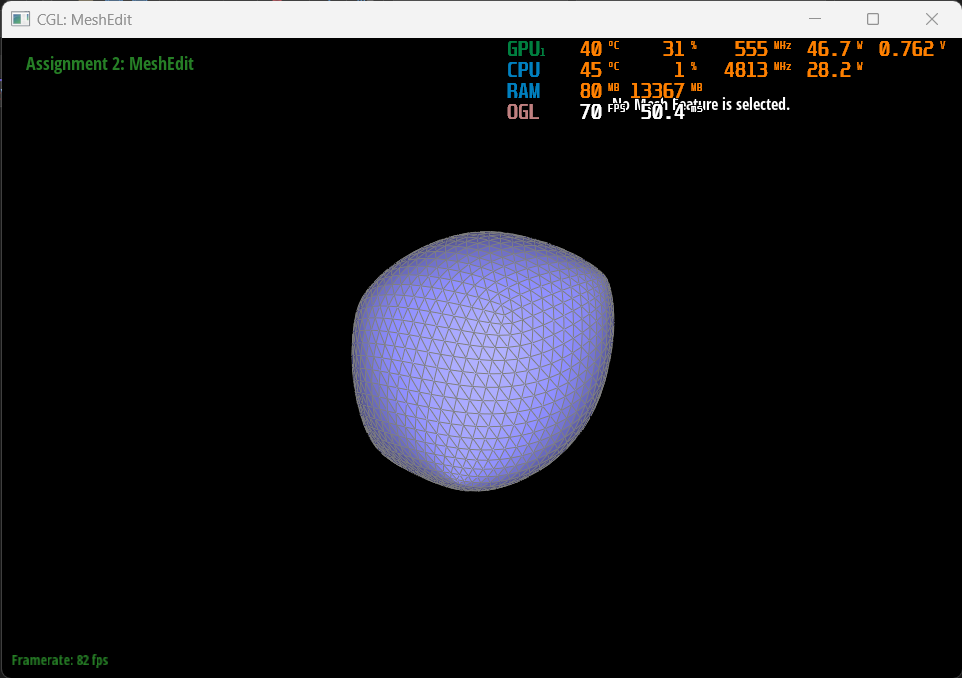 CGL: MeshEdit
Assignment 2: MeshEdit
GPU1 40 °C 31 % 555 MHz 46.7 W 0.762 V
CPU 45 °C 1 % 4813 MHz 28.2 W
RAM 80 MB 13367 MB
No Mesh Feature is selected.
OGL 70 FPS 50.4 ms
Framerate: 82 fps